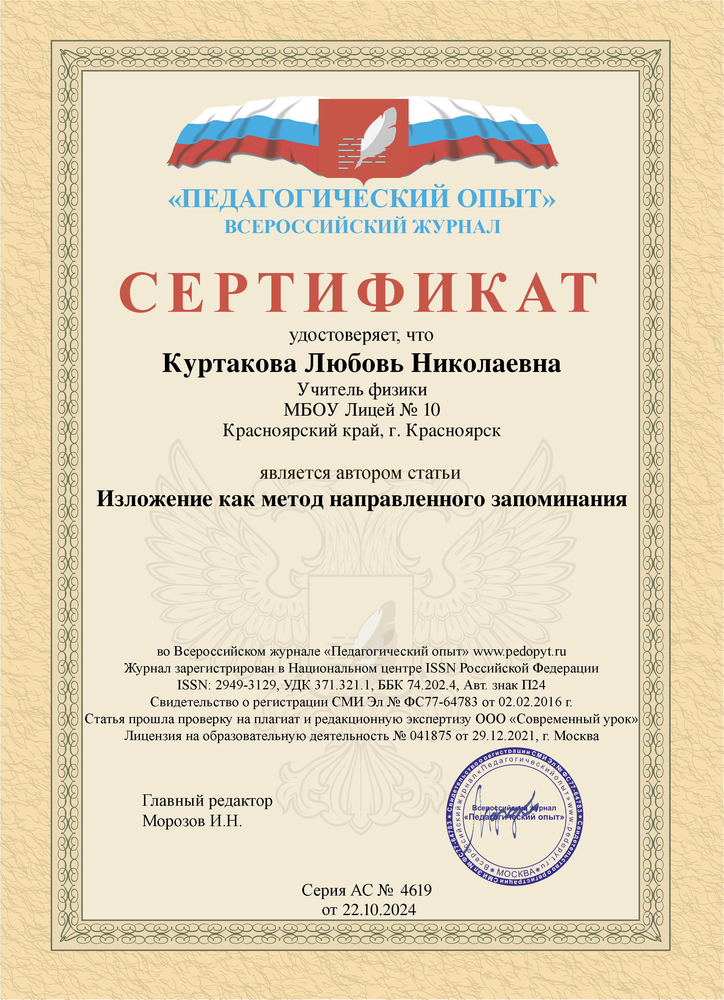 «ПЕДАГОГИЧЕСКИЙ ОПЫТ»
ВСЕРОССИЙСКИЙ ЖУРНАЛ
СЕРТИФИКАТ
удостоверяет, что
Куртакова Любовь Николаевна
Учитель физики
МБОУ Лицей № 10
Красноярский край, г. Красноярск
является автором статьи
Изложение как метод направленного запоминания
во Всероссийском журнале «Педагогический опыт» www.pedopyt.ru
Журнал зарегистрирован в Национальном центре ISSN Российской Федерации
ISSN: 2949-3129, УДК 371.321.1, ББК 74.202.4, Авт. знак П24
Свидетельство о регистрации СМИ Эл № ФС77-64783 от 02.02.2016 г.
Статья прошла проверку на плагиат и редакционную экспертизу ООО «Современный урок»
Лицензия на образовательную деятельность № 041875 от 29.12.2021, г. Москва
Главный редактор
Морозов И.Н.
Свидетельство о регистрации СМИ Эл № ФС77-64783 * Свидетельство о регистрации СМИ Эл № ФС77-64783 *
Всероссийский журнал «Педагогический опыт» www.pedopyt.ru
* МОСКВА *
Всероссийский журнал
«Педагогический опыт»
Серия АС № 4619
от 22.10.2024